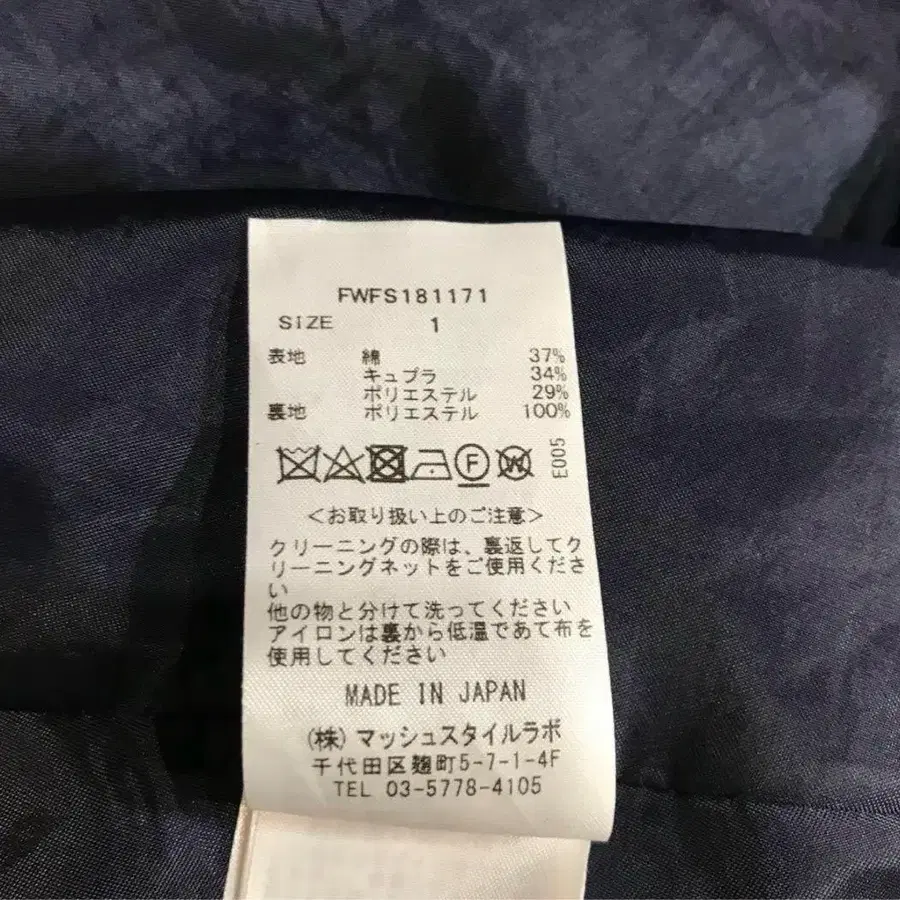 FWFS181171
SIZE 1
表地 綿 37%
キュプラ 34%
ポリエステル 29%
裏地 ポリエステル 100%
F W E005
＜お取り扱い上のご注意＞
クリーニングの際は、裏返してク
リーニングネットをご使用くださ
い
他の物と分けて洗ってください
アイロンは裏から低温であて布を
使用してください
MADE IN JAPAN
(株)マッシュスタイルラボ
千代田区麹町5-7-1-4F
TEL 03-5778-4105